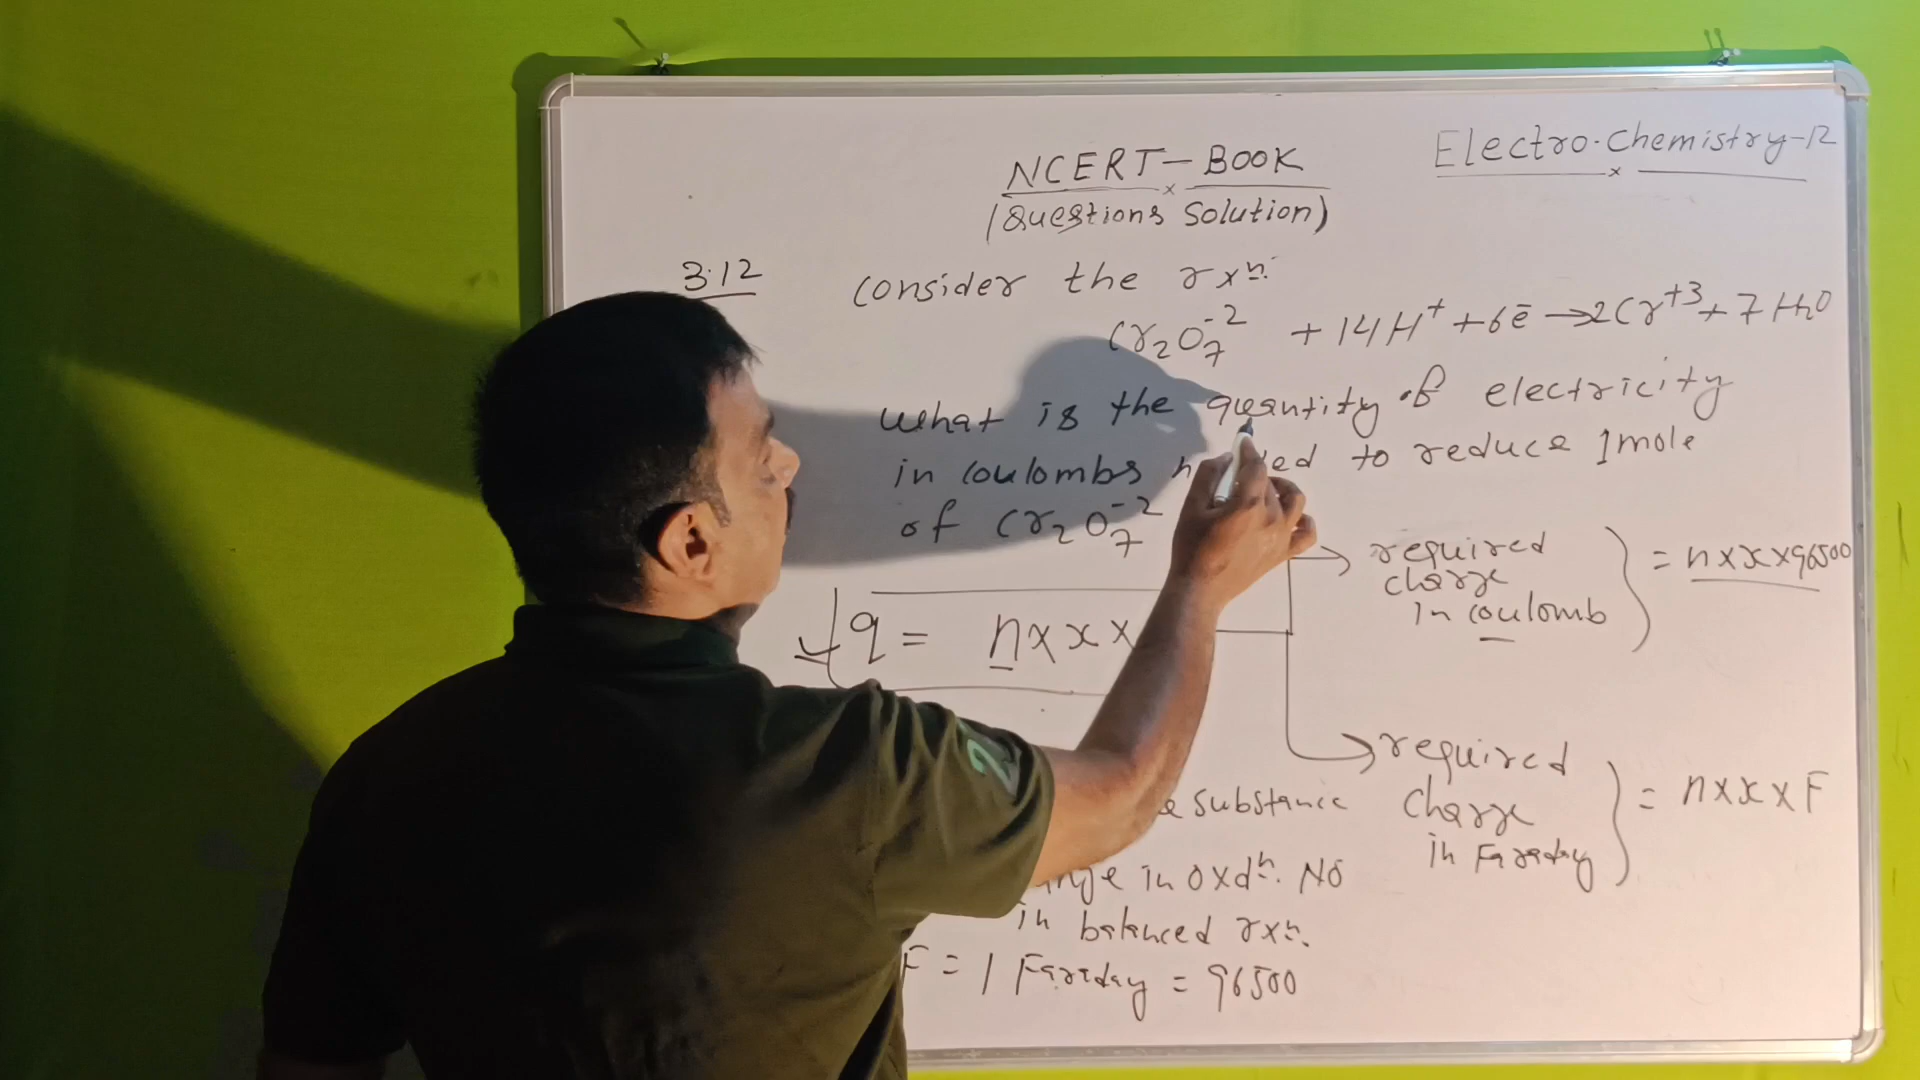 Electro.Chemistry-12
NCERT-BOOK
(Questions Solution)
3.12 Consider the rxn.
Cr2O7-2 + 14H+ + 6e- → 2Cr+3 + 7H2O
What is the quantity of electricity
in coulombs to reduce 1mole
of Cr2O7-2
required
charge
in coulomb
= n×x×96500
q = n×x×
required
charge
in Faraday
= n×x×F
substance
in oxdn. No
in balanced rxn.
F = 1 Faraday = 96500
2